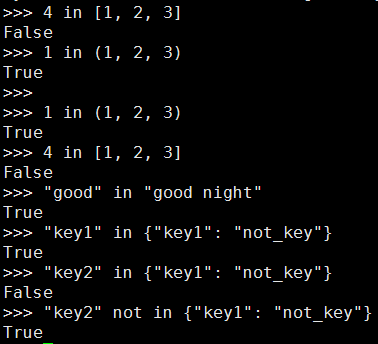 >>> 4 in [1, 2, 3]
False
>>> 1 in (1, 2, 3)
True
>>>
>>> 1 in (1, 2, 3)
True
>>> 4 in [1, 2, 3]
False
>>> "good" in "good night"
True
>>> "key1" in {"key1": "not_key"}
True
>>> "key2" in {"key1": "not_key"}
False
>>> "key2" not in {"key1": "not_key"}
True